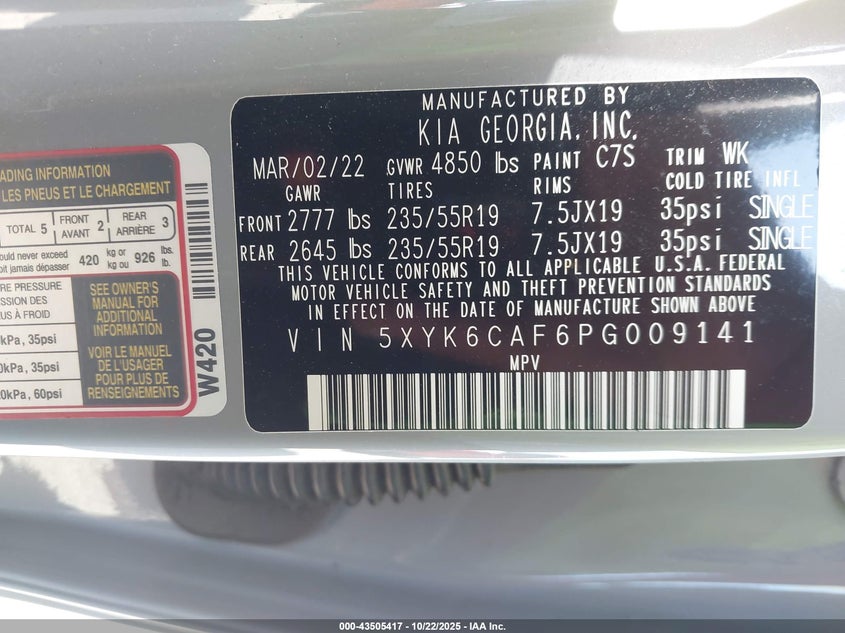 ADING INFORMATION
LES PNEUS ET LE CHARGEMENT
TOTAL 5
FRONT AVANT 2
REAR ARRIÈRE 3
ould never exceed
oit jamais dépasser
420 kg or kg ou 926 lbs. lb.
RE PRESSURE
ESSION DES
US À FROID
kPa, 35psi
0kPa, 35psi
20kPa, 60psi
SEE OWNER'S
MANUAL FOR
ADDITIONAL
INFORMATION
VOIR LE MANUEL
DE L'USAGER
POUR PLUS DE
RENSEIGNEMENTS
W420
MANUFACTURED BY
KIA GEORGIA, INC.
MAR/02/22 GVWR 4850 lbs PAINT C7S TRIM WK
GAWR TIRES RIMS COLD TIRE INFL
FRONT 2777 lbs 235/55R19 7.5JX19 35psi SINGLE
REAR 2645 lbs 235/55R19 7.5JX19 35psi SINGLE
THIS VEHICLE CONFORMS TO ALL APPLICABLE U.S.A. FEDERAL
MOTOR VEHICLE SAFETY AND THEFT PREVENTION STANDARDS
IN EFFECT ON THE DATE OF MANUFACTURE SHOWN ABOVE
VIN 5XYK6CAF6PG009141
MPV
000-43505417 - 10/22/2025 - IAA Inc.